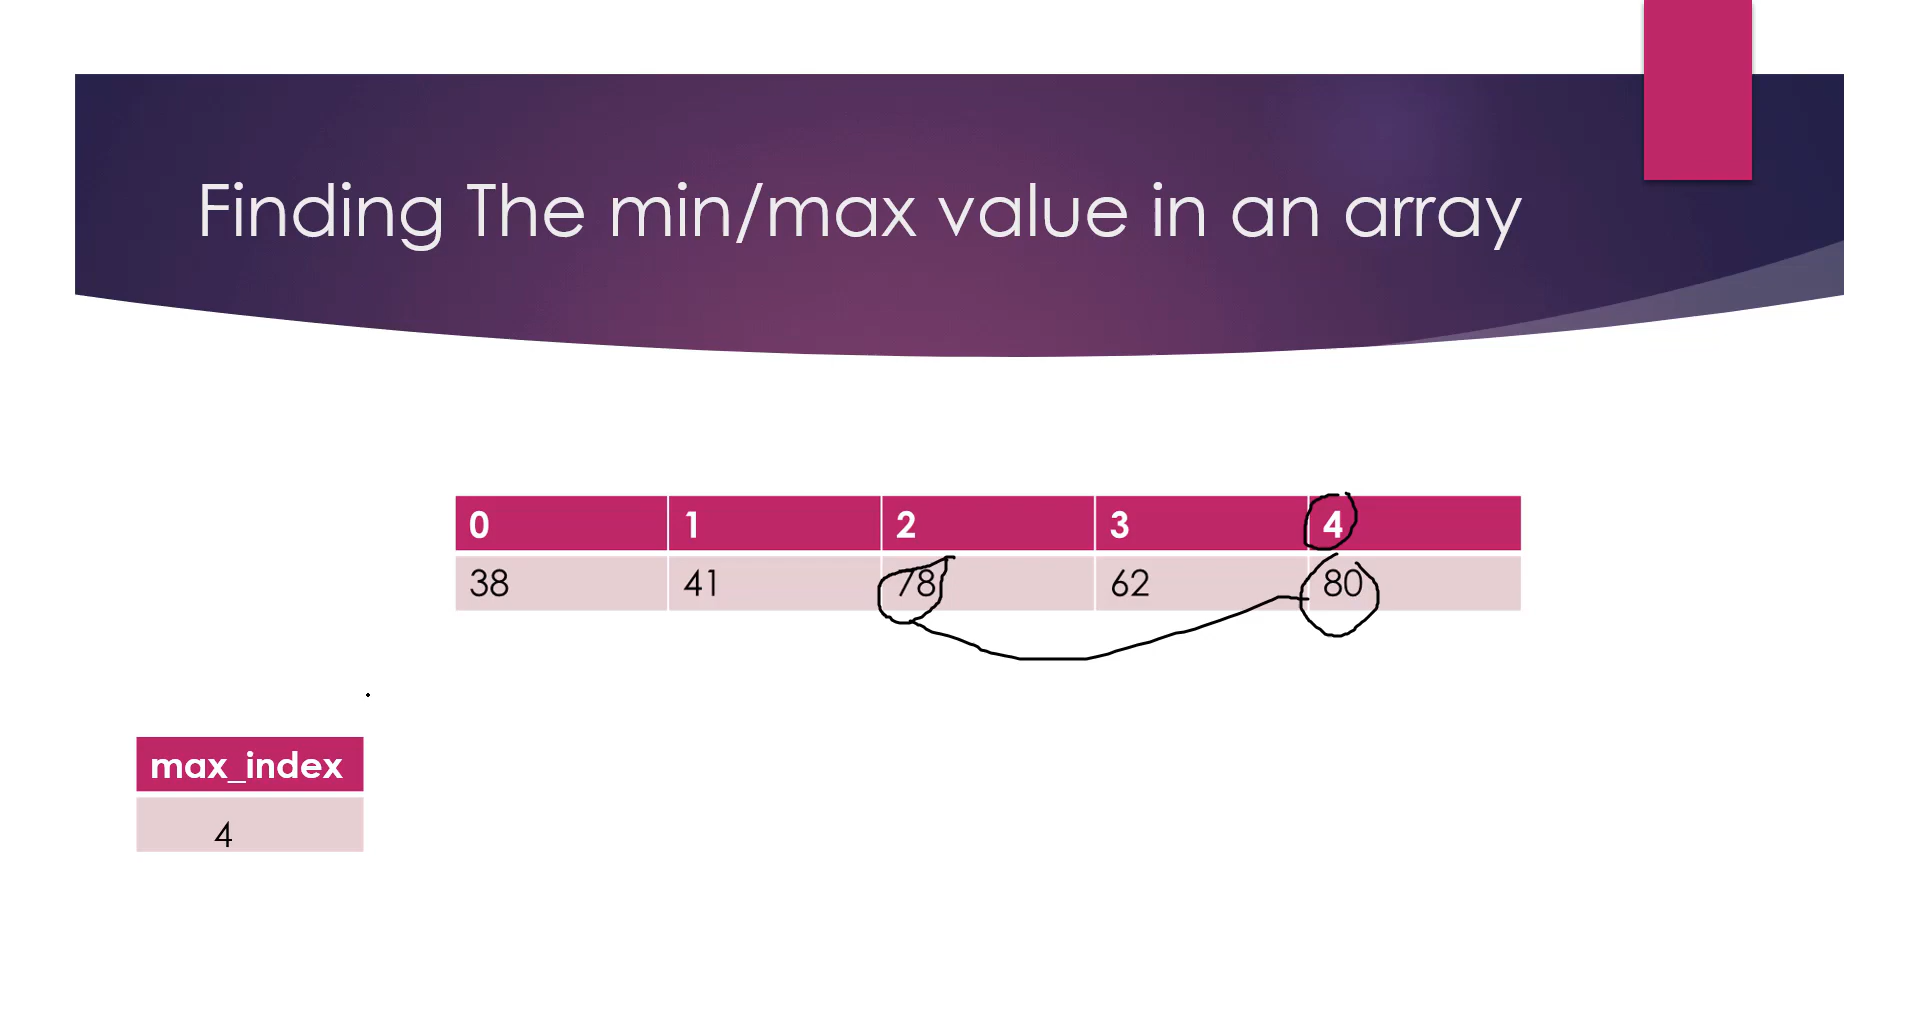 Finding The min/max value in an array
0 1 2 3 4
38 41 78 62 80
max_index
4